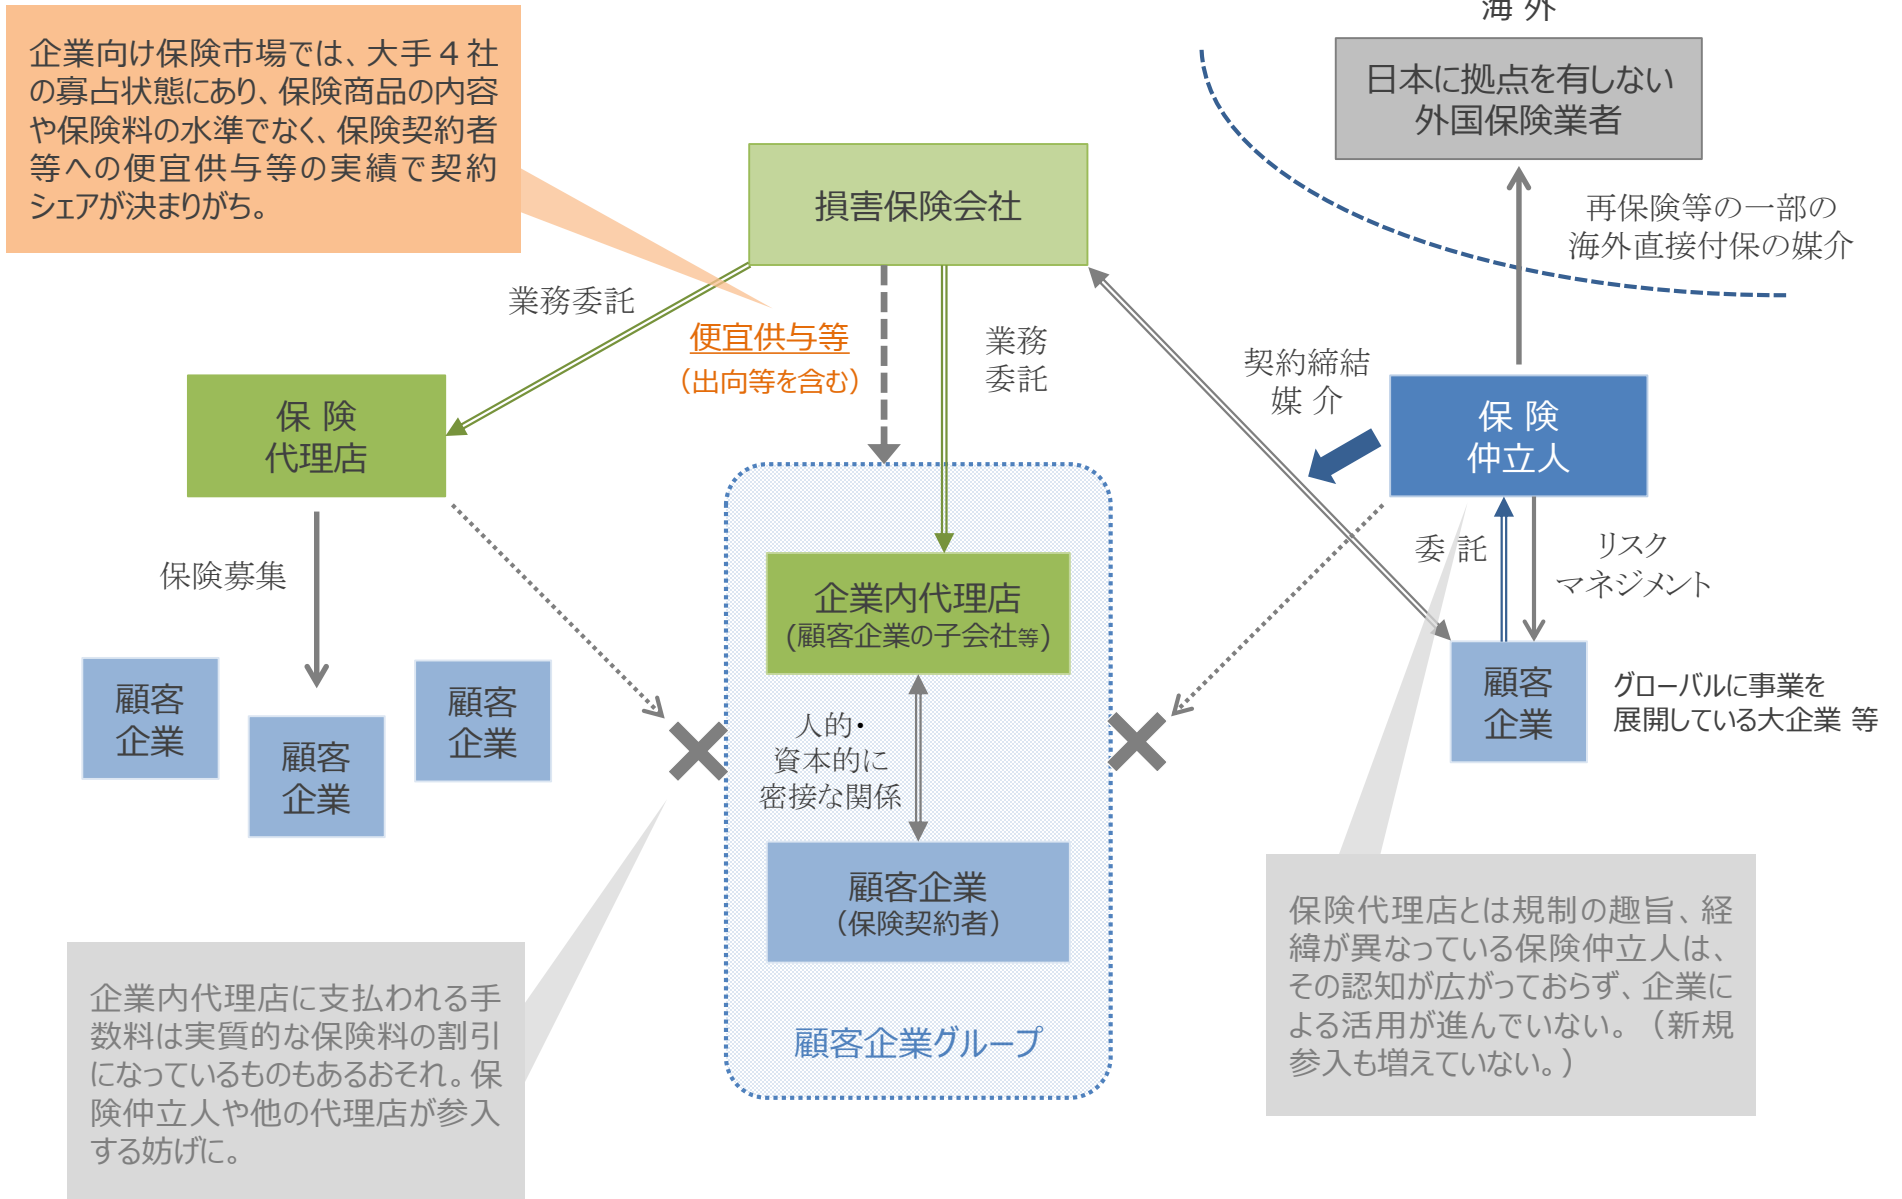 海 外
企業向け保険市場では、大手４社
の寡占状態にあり、保険商品の内容
や保険料の水準でなく、保険契約者
等への便宜供与等の実績で契約
シェアが決まりがち。
日本に拠点を有しない
外国保険業者
損害保険会社
再保険等の一部の
海外直接付保の媒介
業務委託
便宜供与等
（出向等を含む）
業務
委託
契約締結
媒 介
保 険
代理店
保 険
仲立人
保険募集
委 託
リスク
マネジメント
企業内代理店
(顧客企業の子会社等)
顧客
企業
顧客
企業
顧客
企業
人的・
資本的に
密接な関係
顧客
企業
グローバルに事業を
展開している大企業 等
顧客企業
（保険契約者）
顧客企業グループ
企業内代理店に支払われる手
数料は実質的な保険料の割引
になっているものもあるおそれ。保
険仲立人や他の代理店が参入
する妨げに。
保険代理店とは規制の趣旨、経
緯が異なっている保険仲立人は、
その認知が広がっておらず、企業に
よる活用が進んでいない。（新規
参入も増えていない。）